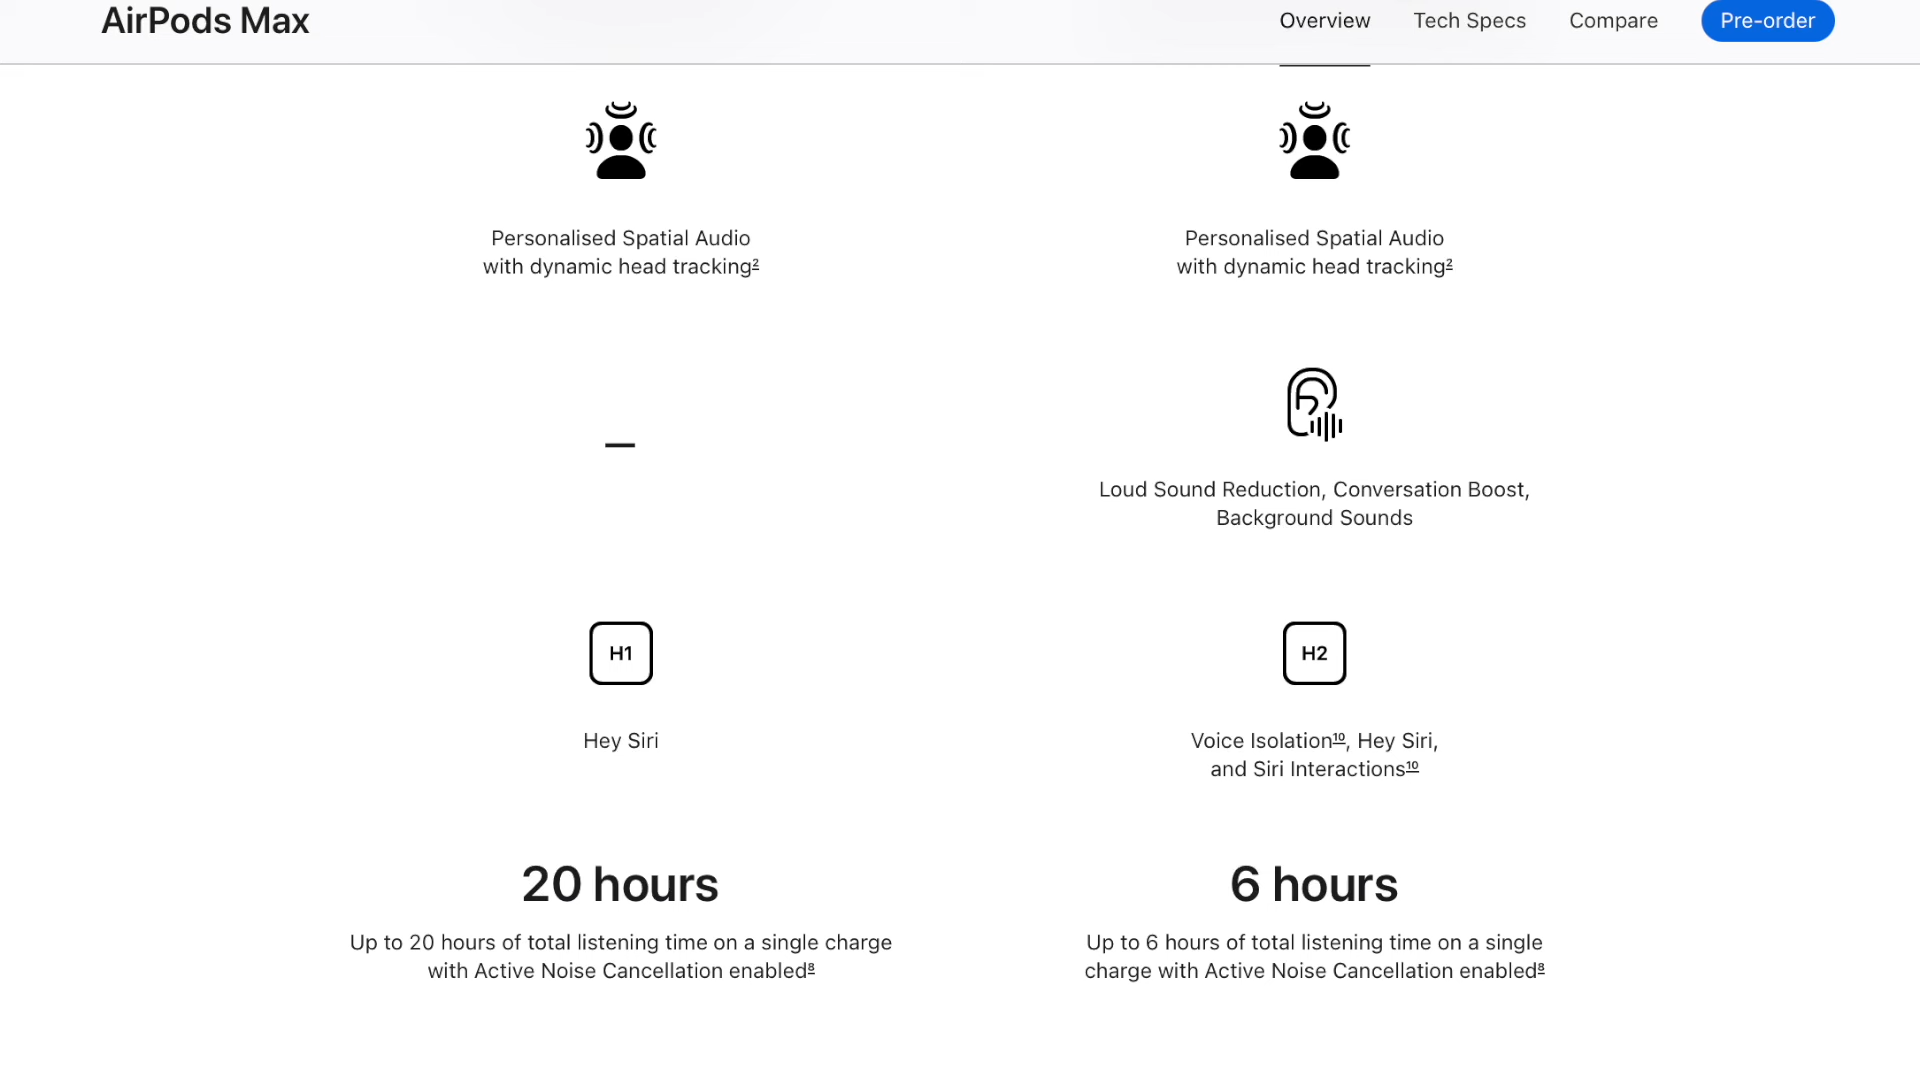 AirPods Max
Overview
Tech Specs
Compare
Pre-order
Personalised Spatial Audio
with dynamic head tracking²
Personalised Spatial Audio
with dynamic head tracking²
—
Loud Sound Reduction, Conversation Boost,
Background Sounds
H1
H2
Hey Siri
Voice Isolation¹⁰, Hey Siri,
and Siri Interactions¹⁰
20 hours
Up to 20 hours of total listening time on a single charge
with Active Noise Cancellation enabled⁸
6 hours
Up to 6 hours of total listening time on a single
charge with Active Noise Cancellation enabled⁸